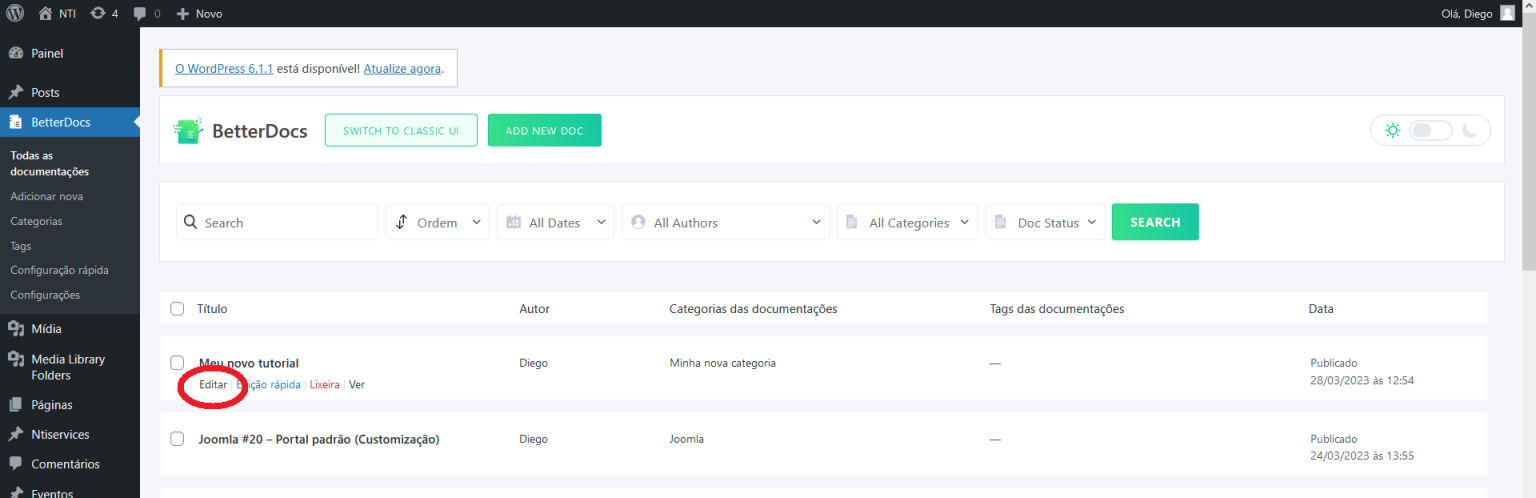 NTI 4 0 Novo Olá, Diego
Painel
Posts
BetterDocs
Todas as
documentações
Adicionar nova
Categorias
Tags
Configuração rápida
Configurações
Mídia
Media Library
Folders
Páginas
Ntiservices
Comentários
Eventos
O WordPress 6.1.1 está disponível! Atualize agora.
BetterDocs SWITCH TO CLASSIC UI ADD NEW DOC
Search Ordem All Dates All Authors All Categories Doc Status SEARCH
Título Autor Categorias das documentações Tags das documentações Data
Meu novo tutorial Diego Minha nova categoria — Publicado
28/03/2023 às 12:54
Editar | Edição rápida | Lixeira | Ver
Joomla #20 – Portal padrão (Customização) Diego Joomla — Publicado
24/03/2023 às 13:55